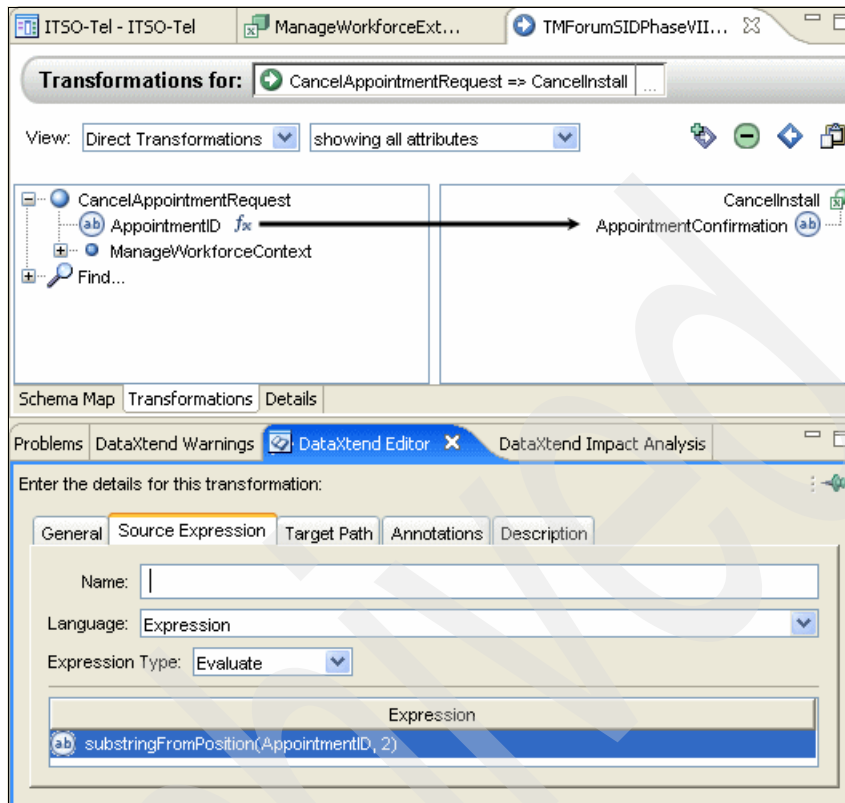 ITSO-Tel - ITSO-Tel ManageWorkforceExt... TMForumSIDPhaseVII...
Transformations for: CancelAppointmentRequest => CancelInstall ...
View: Direct Transformations showing all attributes
CancelAppointmentRequest CancelInstall
ab AppointmentID fx AppointmentConfirmation ab
ManageWorkforceContext
Find...
Schema Map Transformations Details
Problems DataXtend Warnings DataXtend Editor DataXtend Impact Analysis
Enter the details for this transformation:
General Source Expression Target Path Annotations Description
Name:
Language: Expression
Expression Type: Evaluate
Expression
ab substringFromPosition(AppointmentID, 2)